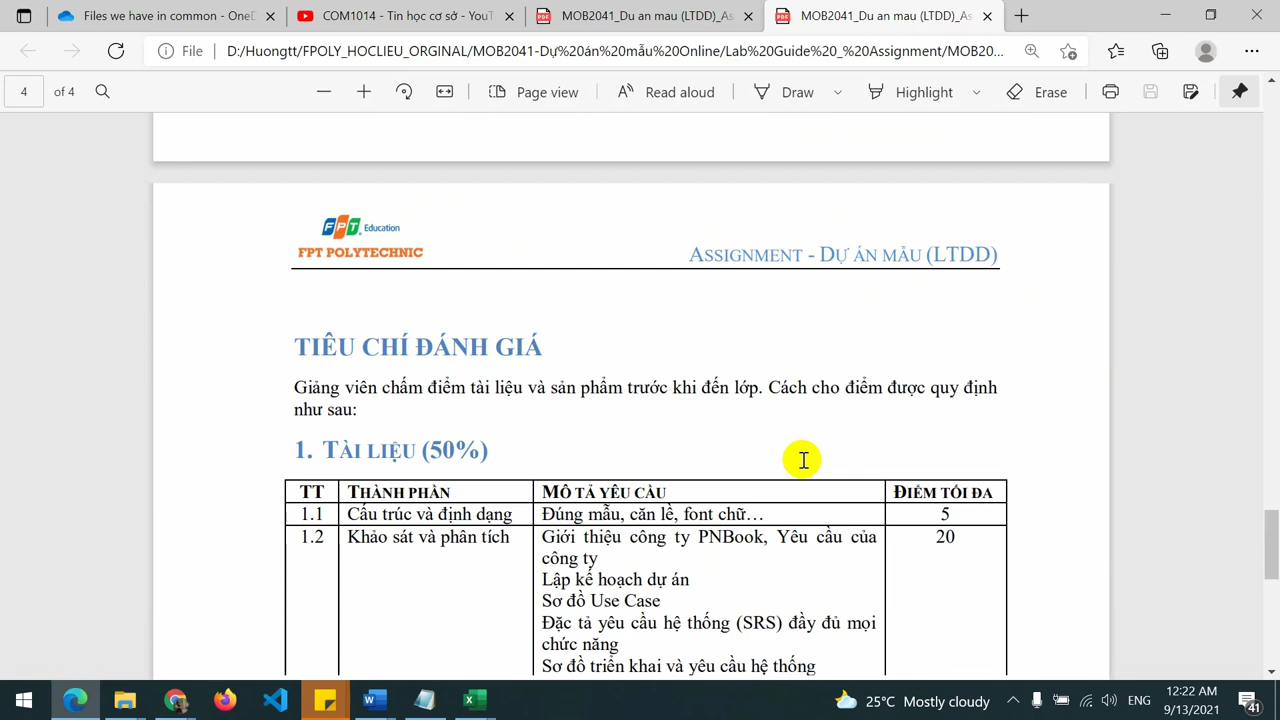 Files we have in common - OneD
COM1014 - Tin học cơ sở - YouT
MOB2041_Du an mau (LTDD)_As
MOB2041_Du an mau (LTDD)_As
File
D:/Huongtt/FPOLY_HOCLIEU_ORGINAL/MOB2041-Dự%20án%20mẫu%20Online/Lab%20Guide%20_%20Assignment/MOB20...
4 of 4
Page view
Read aloud
Draw
Highlight
Erase
FPT Education
FPT POLYTECHNIC
ASSIGNMENT - DỰ ÁN MẪU (LTDD)
TIÊU CHÍ ĐÁNH GIÁ
Giảng viên chấm điểm tài liệu và sản phẩm trước khi đến lớp. Cách cho điểm được quy định
như sau:
1. TÀI LIỆU (50%)
TT THÀNH PHẦN MÔ TẢ YÊU CẦU ĐIỂM TỐI ĐA
1.1 Cấu trúc và định dạng Đúng mẫu, căn lề, font chữ… 5
1.2 Khảo sát và phân tích Giới thiệu công ty PNBook, Yêu cầu của 20
công ty
Lập kế hoạch dự án
Sơ đồ Use Case
Đặc tả yêu cầu hệ thống (SRS) đầy đủ mọi
chức năng
Sơ đồ triển khai và yêu cầu hệ thống
25°C Mostly cloudy
ENG
12:22 AM
9/13/2021
41